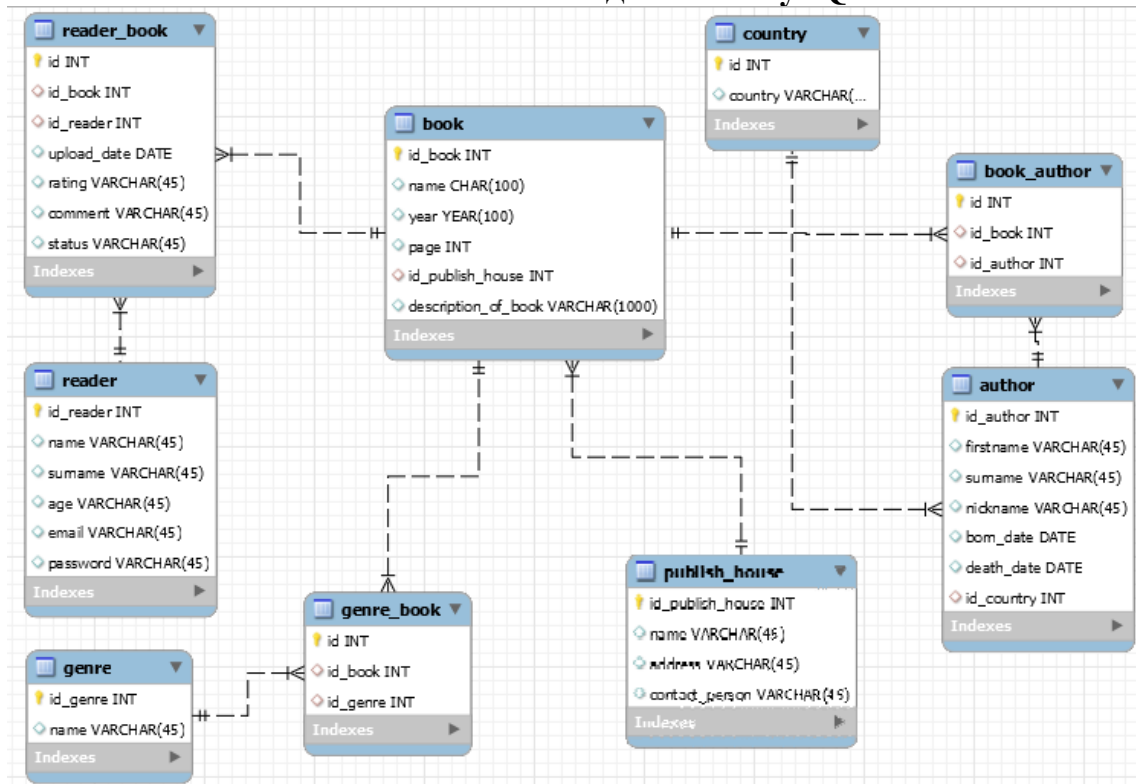 reader_book
id INT
id_book INT
id_reader INT
upload_date DATE
rating VARCHAR(45)
comment VARCHAR(45)
status VARCHAR(45)
Indexes
country
id INT
country VARCHAR(...
Indexes
book
id_book INT
name CHAR(100)
year YEAR(100)
page INT
id_publish_house INT
description_of_book VARCHAR(1000)
Indexes
book_author
id INT
id_book INT
id_author INT
Indexes
reader
id_reader INT
name VARCHAR(45)
surname VARCHAR(45)
age VARCHAR(45)
email VARCHAR(45)
password VARCHAR(45)
Indexes
author
id_author INT
firstname VARCHAR(45)
surname VARCHAR(45)
nickname VARCHAR(45)
born_date DATE
death_date DATE
id_country INT
Indexes
publish_house
id_publish_house INT
name VARCHAR(45)
address VARCHAR(45)
contact_person VARCHAR(45)
Indexes
genre_book
id INT
id_book INT
id_genre INT
Indexes
genre
id_genre INT
name VARCHAR(45)
Indexes